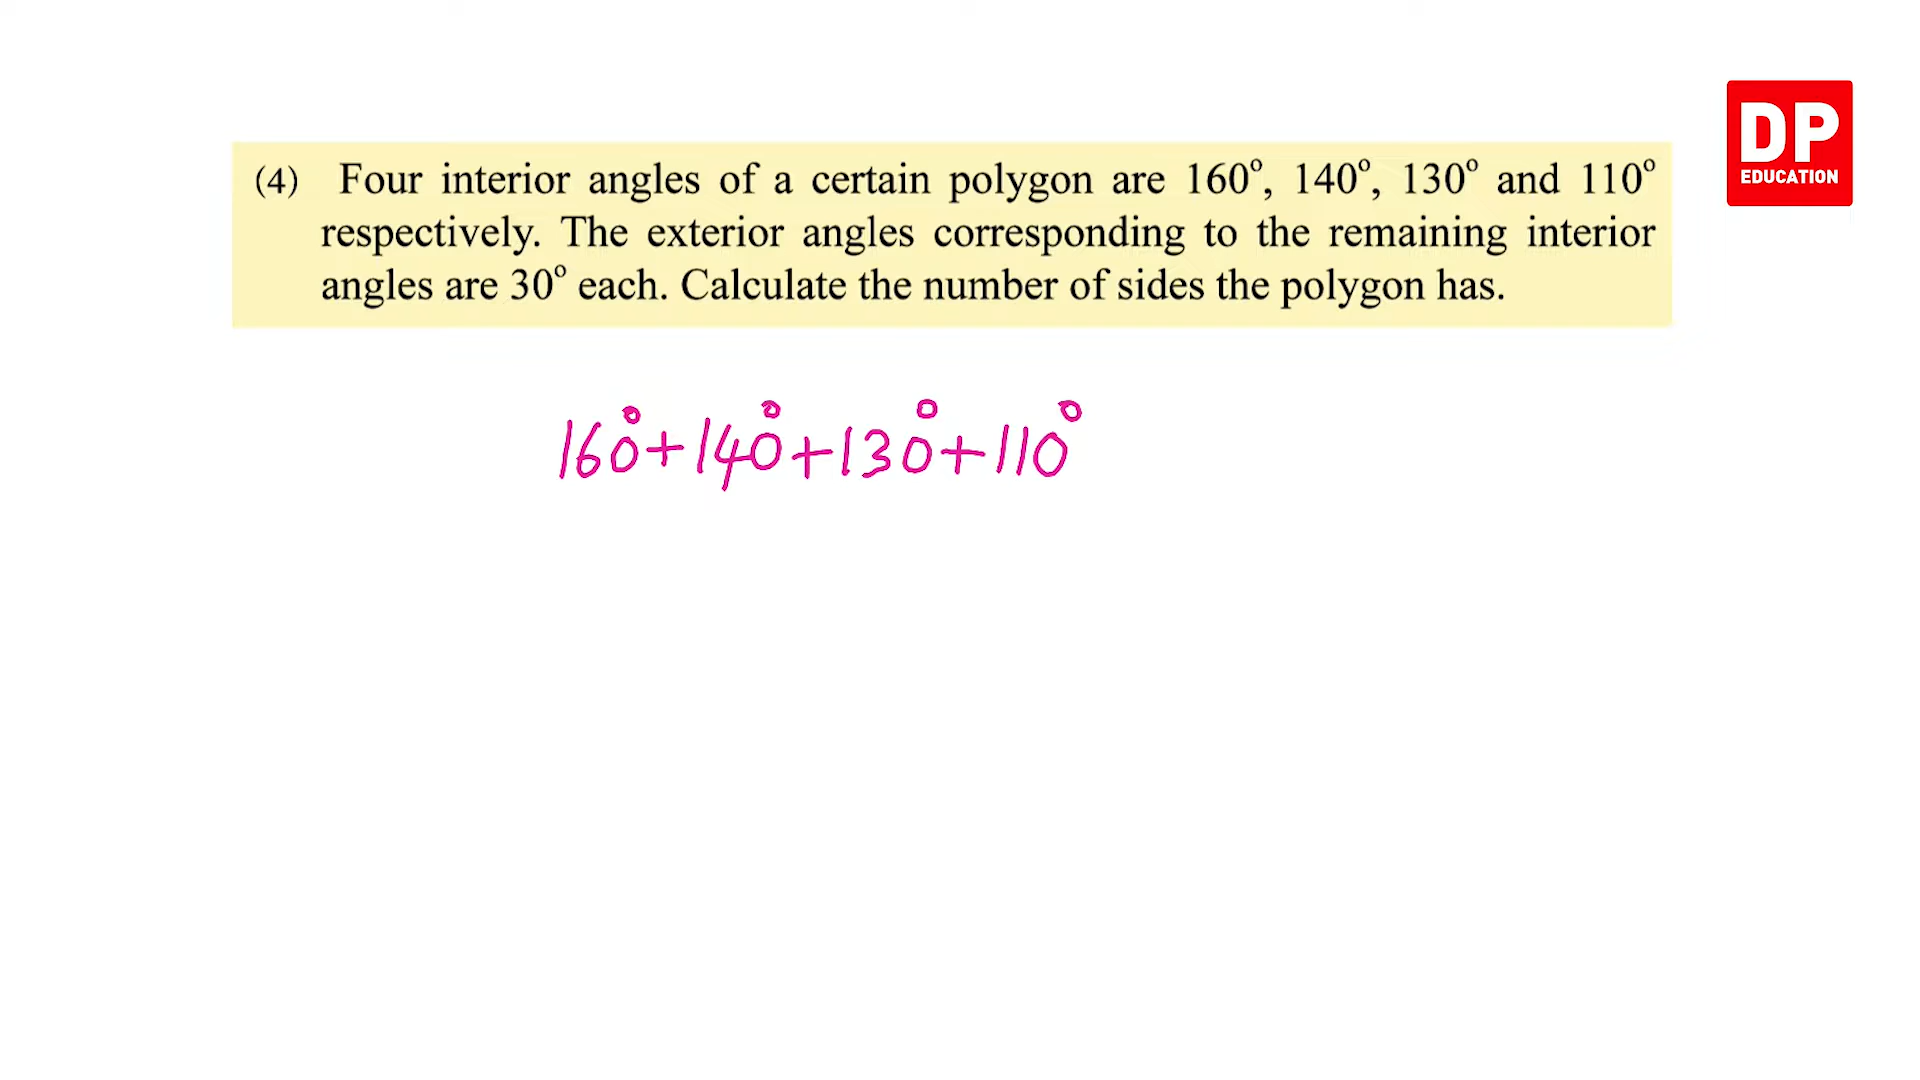 DP
EDUCATION
(4) Four interior angles of a certain polygon are 160°, 140°, 130° and 110°
respectively. The exterior angles corresponding to the remaining interior
angles are 30° each. Calculate the number of sides the polygon has.
160°+140°+130°+110°